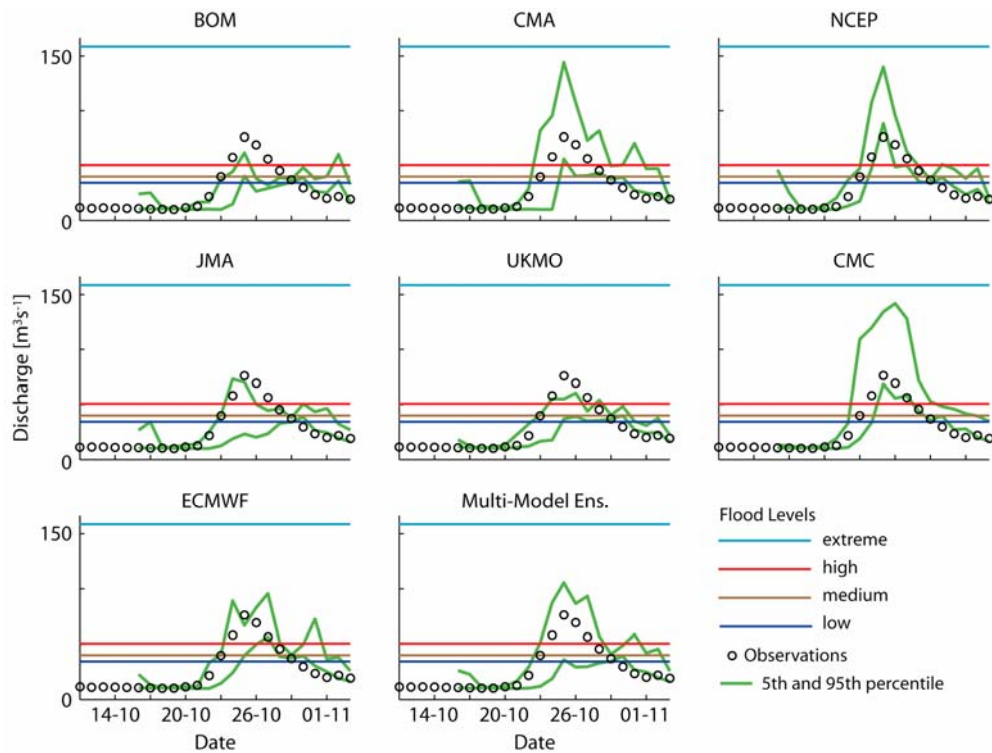 BOM
CMA
NCEP
150
0
JMA
UKMO
CMC
Discharge [m³s⁻¹]
150
0
ECMWF
Multi-Model Ens.
150
0
14-10 20-10 26-10 01-11
14-10 20-10 26-10 01-11
Date
Date
Flood Levels
extreme
high
medium
low
Observations
5th and 95th percentile